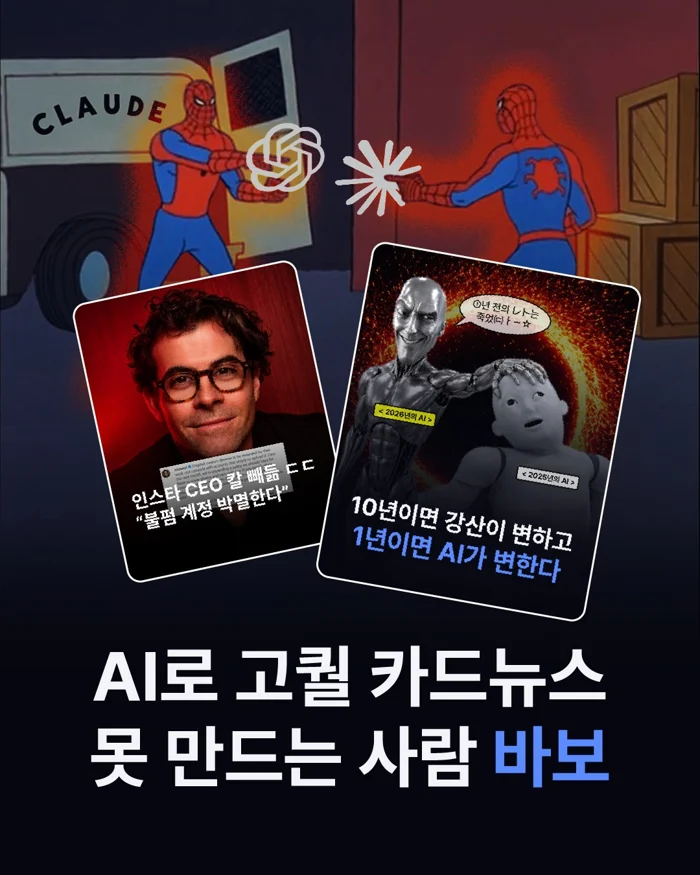 CLAUDE
①년 전의 ㄴㅏ는
죽었ㄷㅏ—☆
< 2026년의 AI >
< 2025년의 AI >
인스타 CEO 칼 빼듦 ㄷㄷ
“불펌 계정 박멸한다”
10년이면 강산이 변하고
1년이면 AI가 변한다
AI로 고퀄 카드뉴스
못 만드는 사람 바보